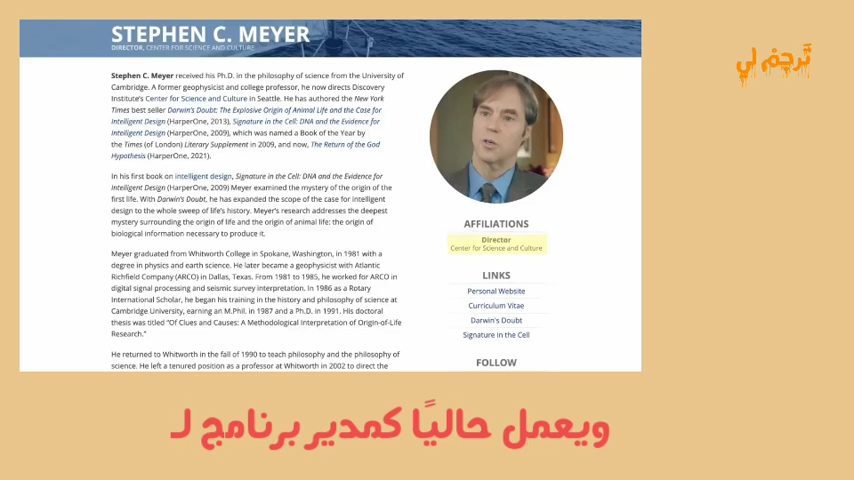 STEPHEN C. MEYER
DIRECTOR, CENTER FOR SCIENCE AND CULTURE
ترجم لي
Stephen C. Meyer received his Ph.D. in the philosophy of science from the University of
Cambridge. A former geophysicist and college professor, he now directs Discovery
Institute's Center for Science and Culture in Seattle. He has authored the New York
Times best seller Darwin's Doubt: The Explosive Origin of Animal Life and the Case for
Intelligent Design (HarperOne, 2013), Signature in the Cell: DNA and the Evidence for
Intelligent Design (HarperOne, 2009), which was named a Book of the Year by
the Times (of London) Literary Supplement in 2009, and now, The Return of the God
Hypothesis (HarperOne, 2021).
In his first book on intelligent design, Signature in the Cell: DNA and the Evidence for
Intelligent Design (HarperOne, 2009) Meyer examined the mystery of the origin of the
first life. With Darwin's Doubt, he has expanded the scope of the case for intelligent
design to the whole sweep of life's history. Meyer's research addresses the deepest
mystery surrounding the origin of life and the origin of animal life: the origin of
biological information necessary to produce it.
Meyer graduated from Whitworth College in Spokane, Washington, in 1981 with a
degree in physics and earth science. He later became a geophysicist with Atlantic
Richfield Company (ARCO) in Dallas, Texas. From 1981 to 1985, he worked for ARCO in
digital signal processing and seismic survey interpretation. In 1986 as a Rotary
International Scholar, he began his training in the history and philosophy of science at
Cambridge University, earning an M.Phil. in 1987 and a Ph.D. in 1991. His doctoral
thesis was titled "Of Clues and Causes: A Methodological Interpretation of Origin-of-Life
Research."
He returned to Whitworth in the fall of 1990 to teach philosophy and the philosophy of
science. He left a tenured position as a professor at Whitworth in 2002 to direct the
AFFILIATIONS
Director
Center for Science and Culture
LINKS
Personal Website
Curriculum Vitae
Darwin's Doubt
Signature in the Cell
FOLLOW
ويعمل حاليًا كمدير برنامج لـ